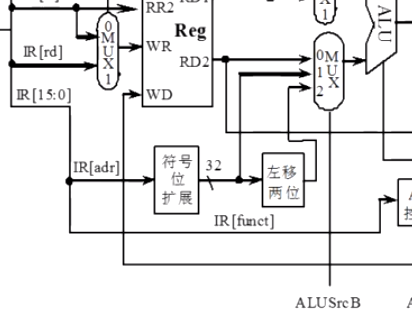 RR2
Reg
0
M
U
X
1
X
1
ALU
IR[rd]
WR
RD2
0
1
2
M
U
X
IR[15:0]
WD
IR[adr]
符号
位
扩展
32
左移
两位
IR[funct]
ALUSrcB